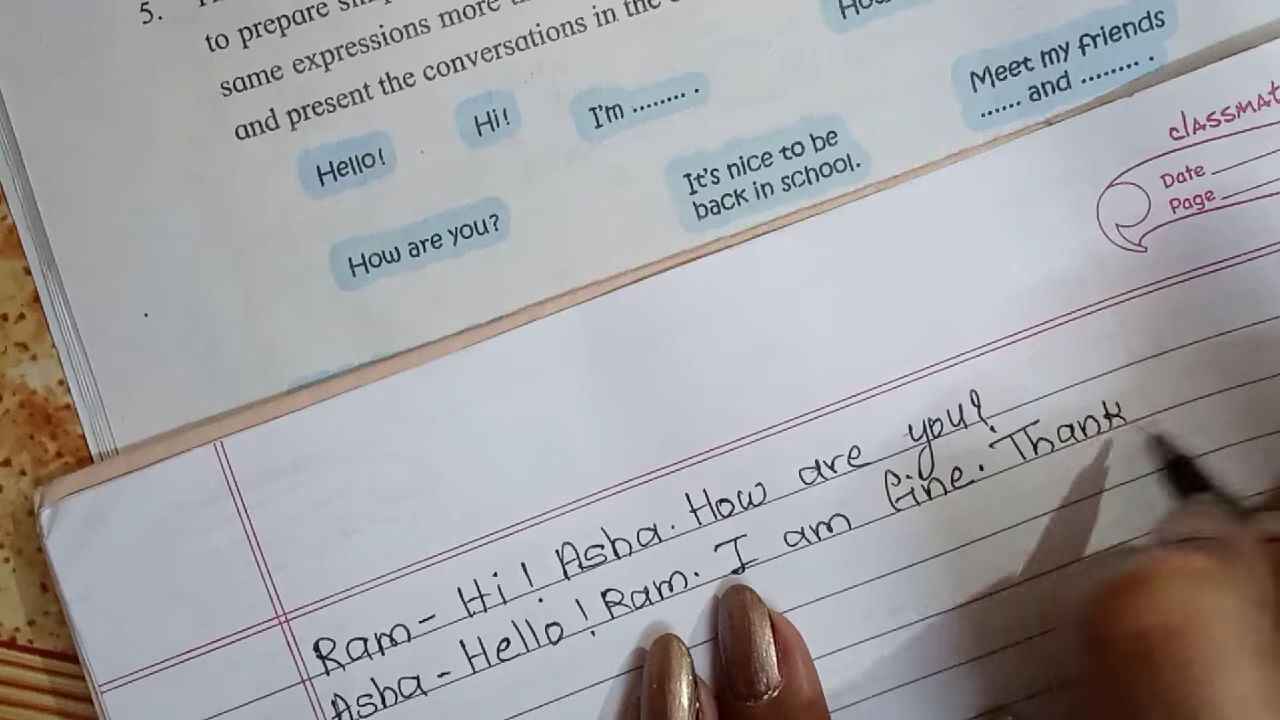 5.
to prepare
same expressions more
and present the conversations in the
Hello!
Hi!
I'm ........ .
How are you?
It's nice to be
back in school.
Meet my friends
...... and ........ .
classmat
Date
Page
Ram- Hi! Asha. How are you?
Asha- Hello! Ram. I am fine. Thank